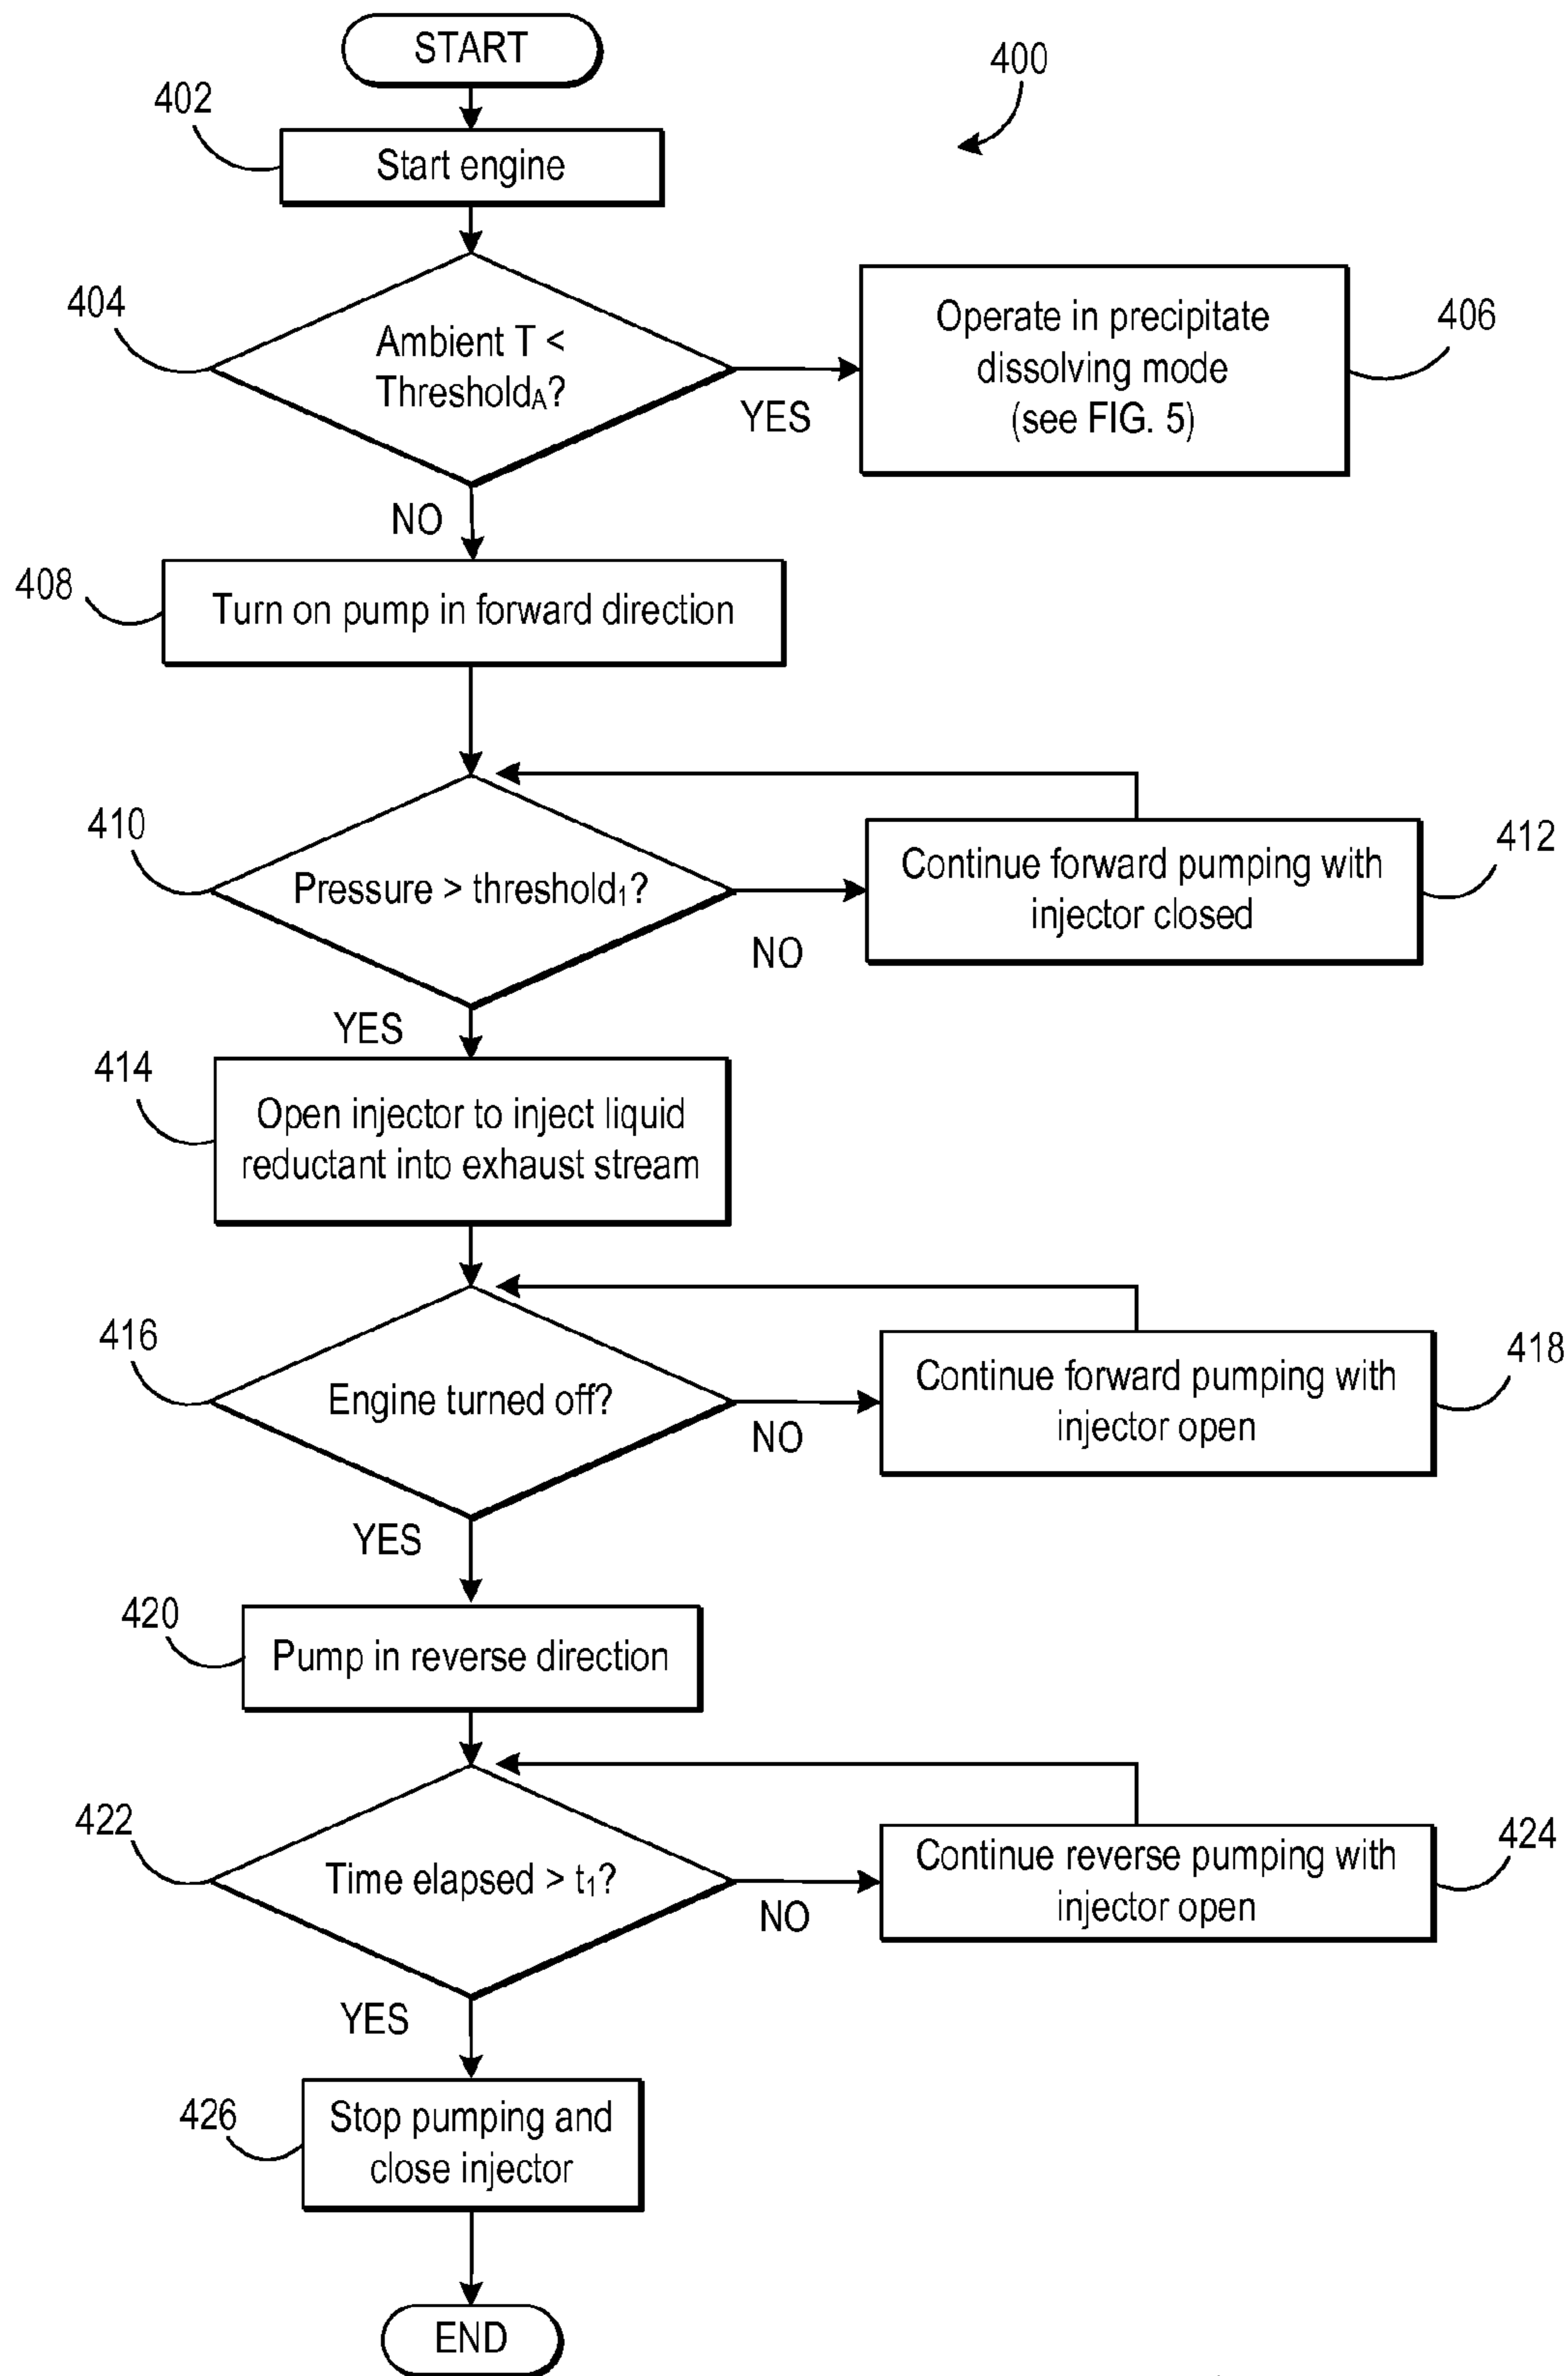 START
400
402
Start engine
404
Ambient T <
Threshold_A?
YES
Operate in precipitate
dissolving mode
(see FIG. 5)
406
NO
408
Turn on pump in forward direction
410
Pressure > threshold₁?
NO
Continue forward pumping with
injector closed
412
YES
414
Open injector to inject liquid
reductant into exhaust stream
416
Engine turned off?
NO
Continue forward pumping with
injector open
418
YES
420
Pump in reverse direction
422
Time elapsed > t₁?
NO
Continue reverse pumping with
injector open
424
YES
426
Stop pumping and
close injector
END